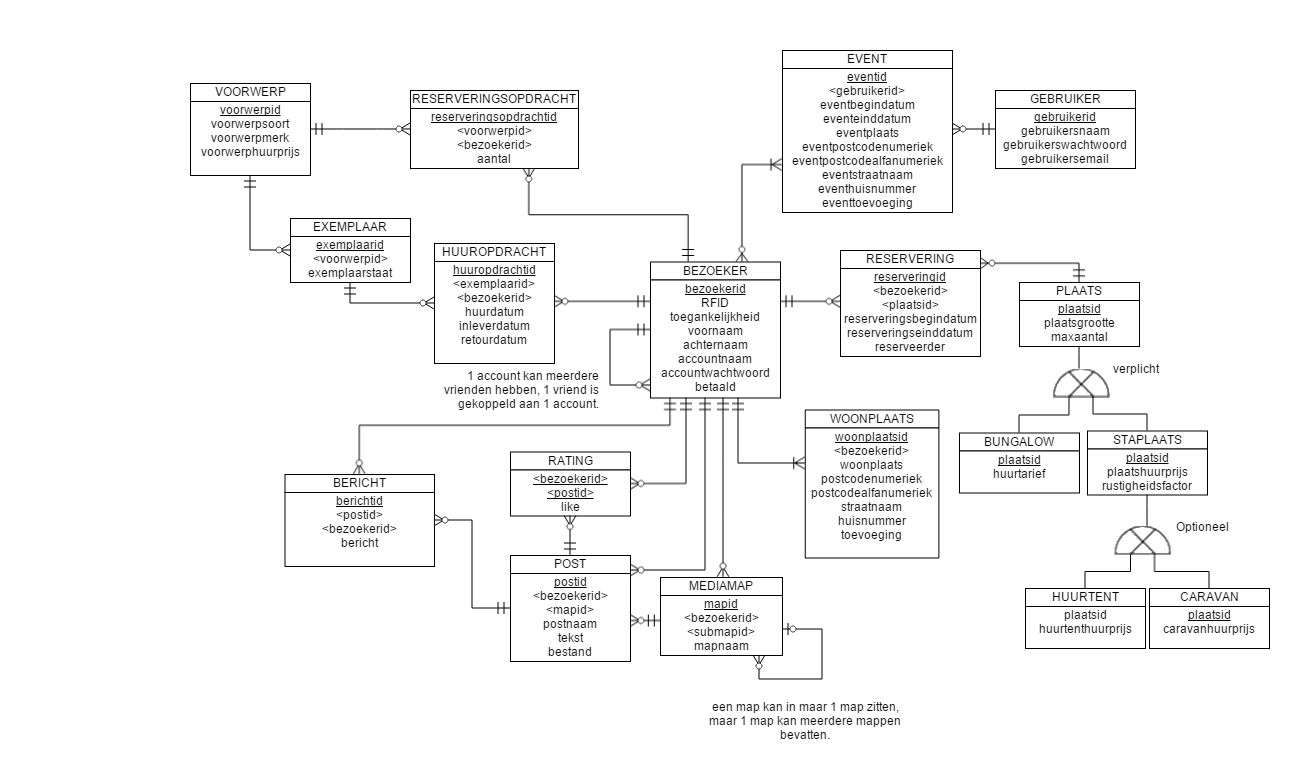 VOORWERP
voorwerpid
voorwerpsoort
voorwerpmerk
voorwerphuurprijs
RESERVERINGSOPDRACHT
reserveringsopdrachtid
<voorwerpid>
<bezoekerid>
aantal
EVENT
eventid
<gebruikerid>
eventbegindatum
eventeinddatum
eventplaats
eventpostcodenumeriek
eventpostcodealfanumeriek
eventstraatnaam
eventhuisnummer
eventtoevoeging
GEBRUIKER
gebruikerid
gebruikersnaam
gebruikerswachtwoord
gebruikersemail
EXEMPLAAR
exemplaarid
<voorwerpid>
exemplaarstaat
HUUROPDRACHT
huuropdrachtid
<exemplaarid>
<bezoekerid>
huurdatum
inleverdatum
retourdatum
BEZOEKER
bezoekerid
RFID
toegankelijkheid
voornaam
achternaam
accountnaam
accountwachtwoord
betaald
RESERVERING
reserveringid
<bezoekerid>
<plaatsid>
reserveringsbegindatum
reserveringseinddatum
reserveerder
PLAATS
plaatsid
plaatsgrootte
maxaantal
verplicht
1 account kan meerdere
vrienden hebben, 1 vriend is
gekoppeld aan 1 account.
WOONPLAATS
woonplaatsid
<bezoekerid>
woonplaats
postcodenumeriek
postcodealfanumeriek
straatnaam
huisnummer
toevoeging
BUNGALOW
plaatsid
huurtarief
STAPLAATS
plaatsid
plaatshuurprijs
rustigheidsfactor
Optioneel
BERICHT
berichtid
<postid>
<bezoekerid>
bericht
RATING
<bezoekerid>
<postid>
like
POST
postid
<bezoekerid>
<mapid>
postnaam
tekst
bestand
MEDIAMAP
mapid
<bezoekerid>
<submapid>
mapnaam
HUURTENT
plaatsid
huurtenthuurprijs
CARAVAN
plaatsid
caravanhuurprijs
een map kan in maar 1 map zitten,
maar 1 map kan meerdere mappen
bevatten.